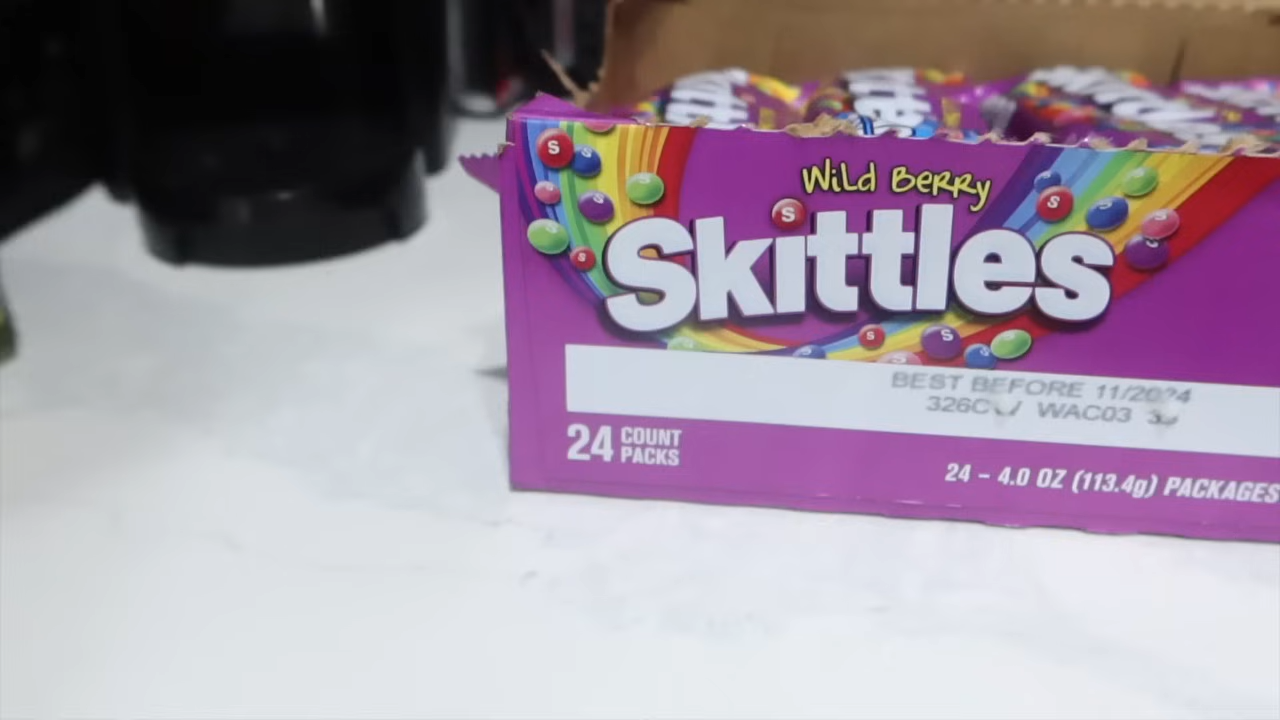 Wild Berry
Skittles
BEST BEFORE 11/2024
WAC03
24 COUNT
PACKS
24 – 4.0 OZ (113.4g) PACKAGES